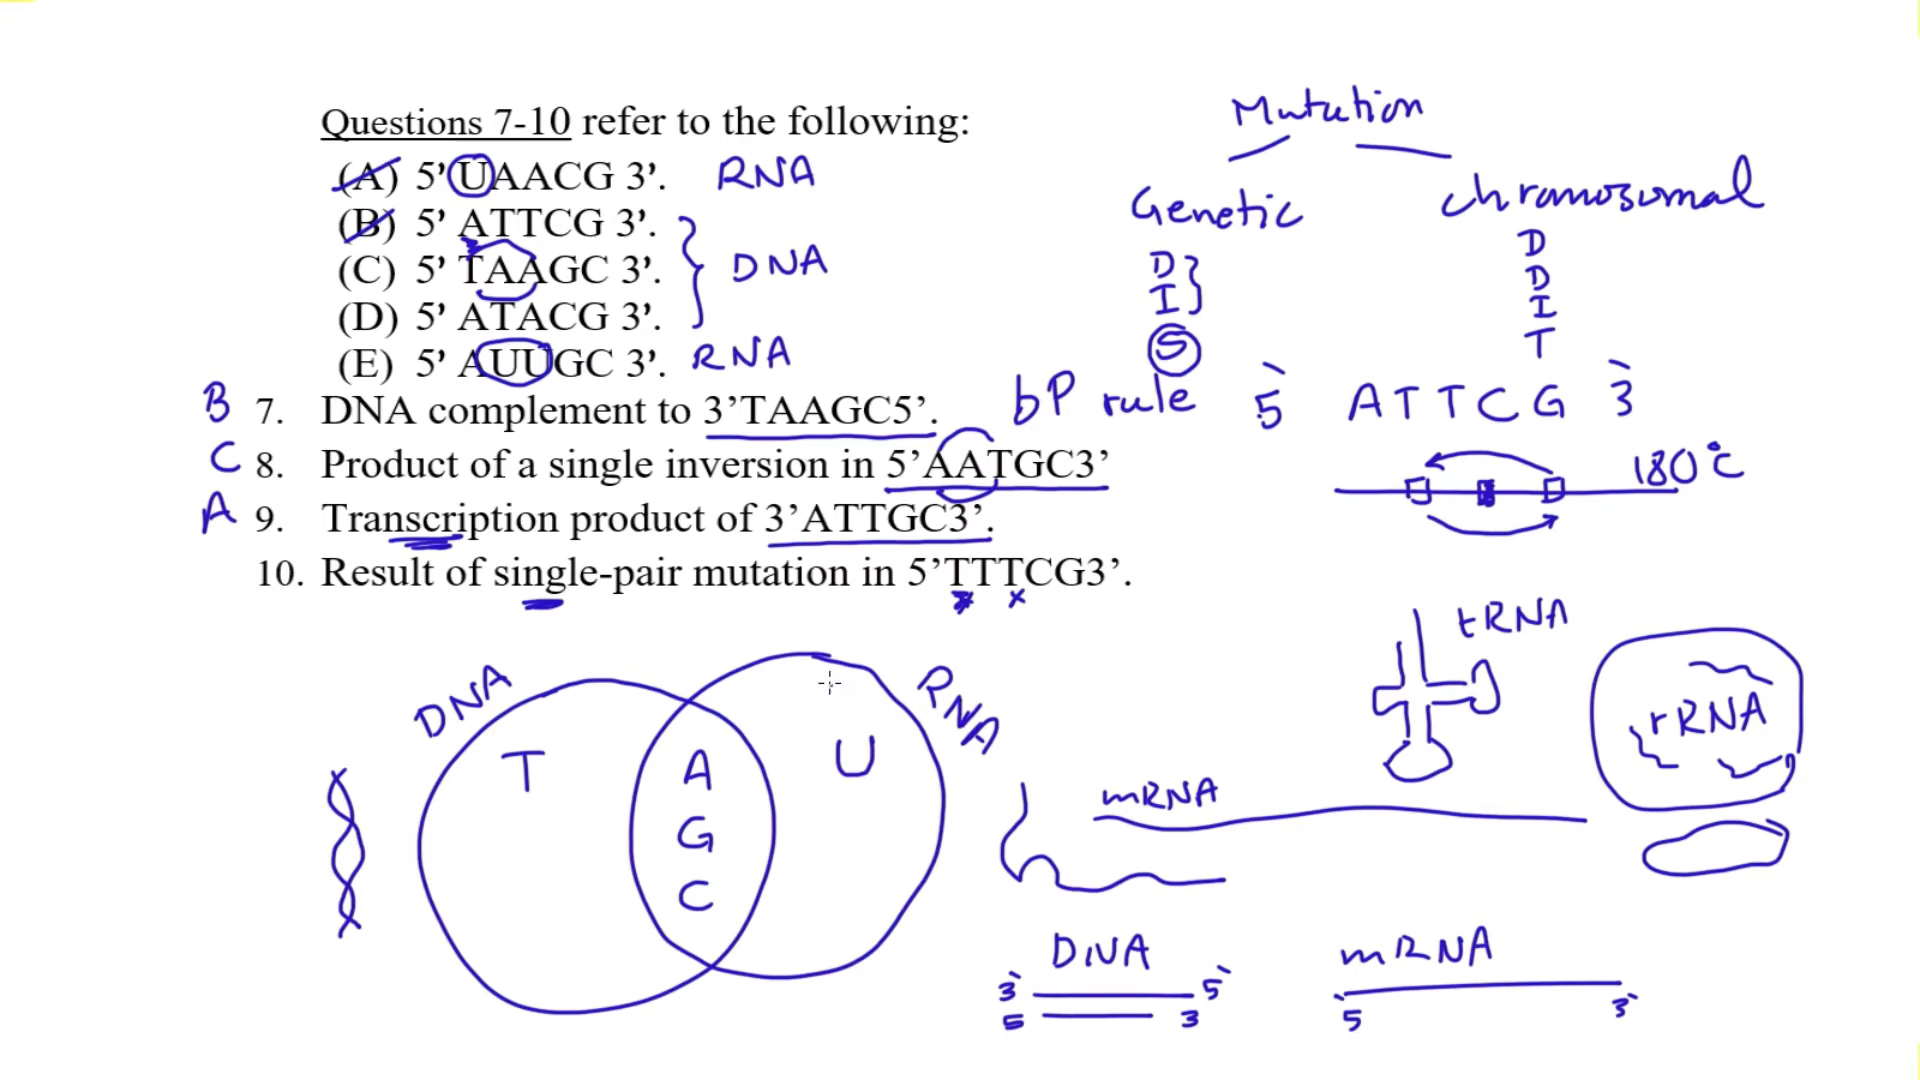 Questions 7-10 refer to the following:
(A) 5’UAACG 3’. RNA
(B) 5’ ATTCG 3’.
(C) 5’ TAAGC 3’. DNA
(D) 5’ ATACG 3’.
(E) 5’ AUUGC 3’. RNA
B 7. DNA complement to 3’TAAGC5’.
C 8. Product of a single inversion in 5’AATGC3’
A 9. Transcription product of 3’ATTGC3’.
10. Result of single-pair mutation in 5’TTTCG3’.
Mutation
Genetic
D
I
S
Chromosomal
D
D
I
T
bP rule 5` ATTCG 3`
180°C
DNA
T
A
G
C
U
RNA
tRNA
rRNA
mRNA
DNA
3` 5`
5 3
mRNA
`5 3`